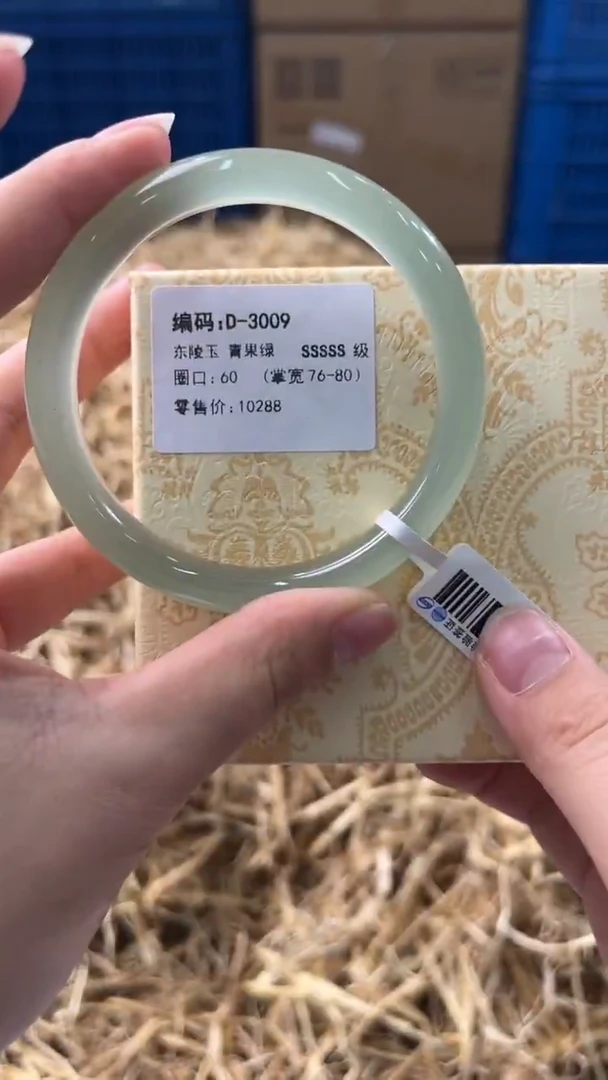 编码:D-3009
东陵玉 青果绿 SSSSS 级
圈口:60 (掌宽76-80)
零售价:10288